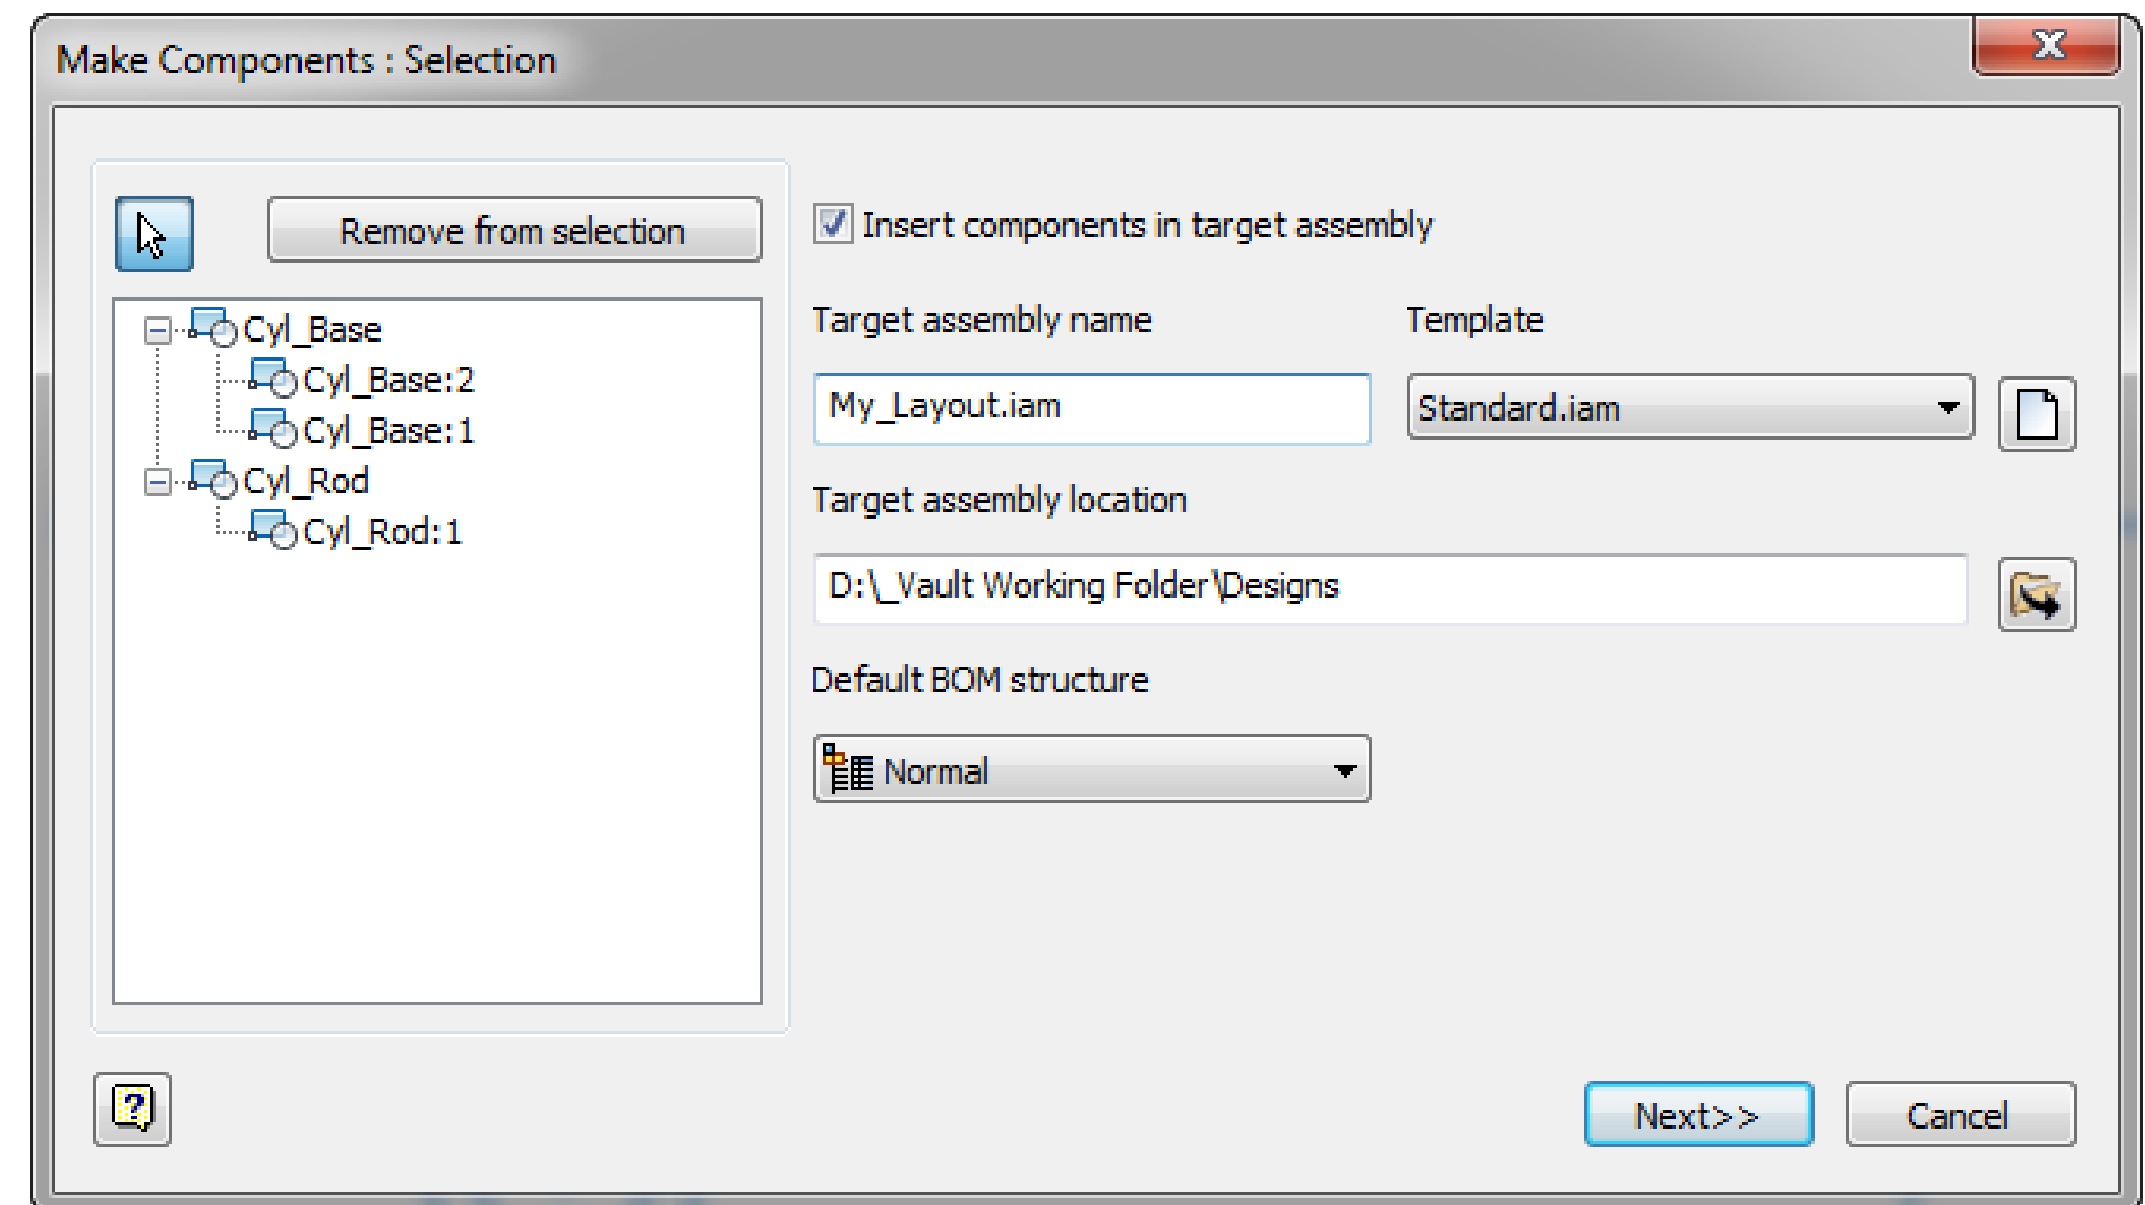 Make Components : Selection
Remove from selection
Cyl_Base
Cyl_Base:2
Cyl_Base:1
Cyl_Rod
Cyl_Rod:1
Insert components in target assembly
Target assembly name
Template
My_Layout.iam
Standard.iam
Target assembly location
D:\_Vault Working Folder\Designs
Default BOM structure
Normal
?
Next>>
Cancel